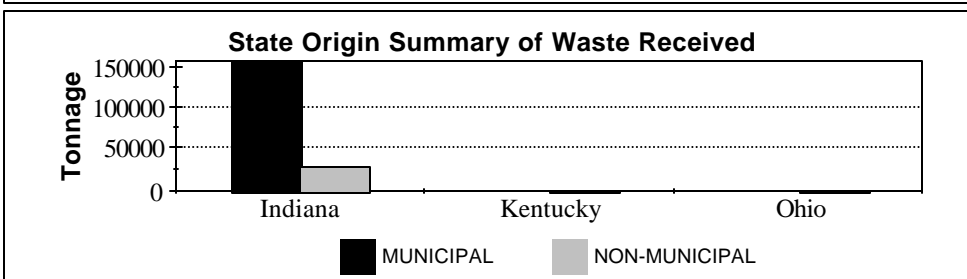 State Origin Summary of Waste Received
Tonnage
150000
100000
50000
0
Indiana Kentucky Ohio
MUNICIPAL NON-MUNICIPAL